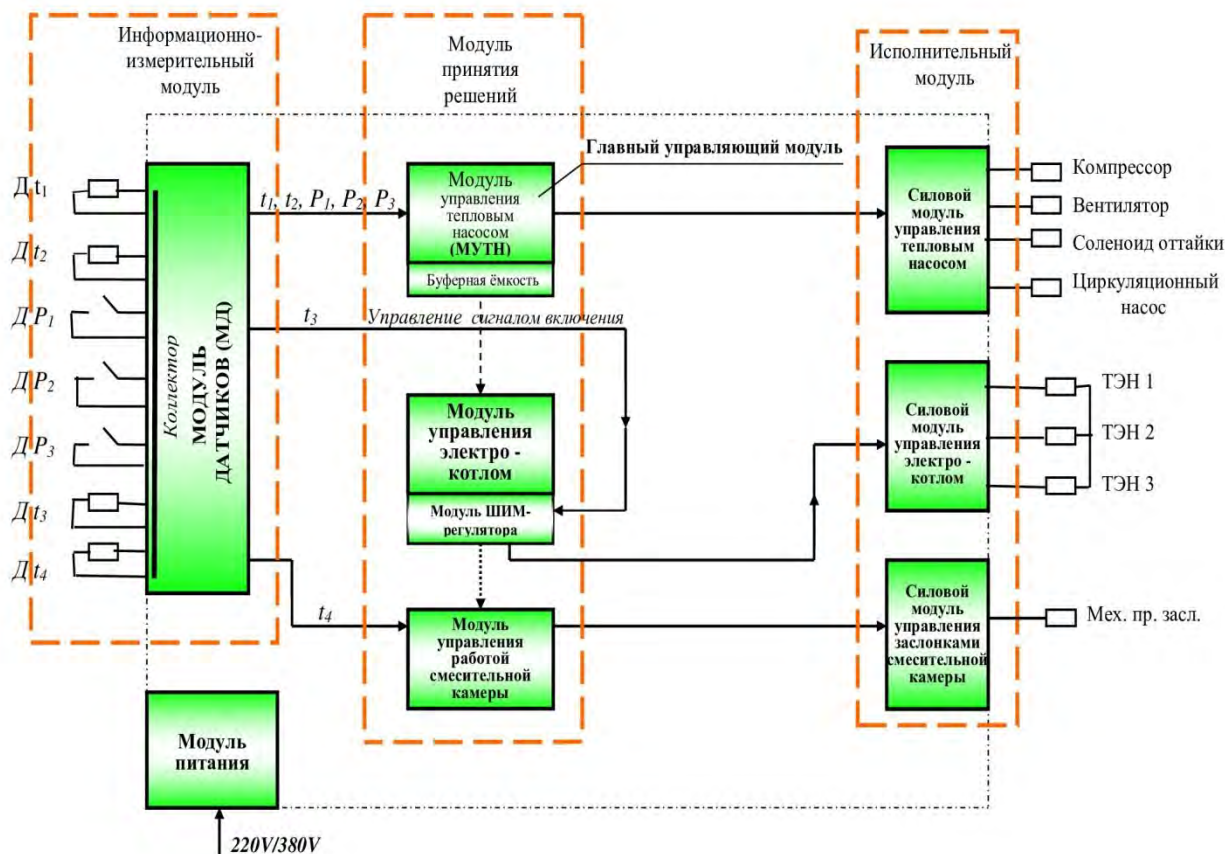 Информационно-
измерительный
модуль
Модуль
принятия
решений
Исполнительный
модуль
Главный управляющий модуль
Д t1
Д t2
Д P1
Д P2
Д P3
Д t3
Д t4
Коллектор
МОДУЛЬ
ДАТЧИКОВ (МД)
t1, t2, P1, P2, P3
Модуль
управления
тепловым
насосом
(МУТН)
Буферная ёмкость
t3
Управление сигналом включения
Модуль
управления
электро -
котлом
Модуль ШИМ-
регулятора
t4
Модуль
управления
работой
смесительной
камеры
Силовой
модуль
управления
тепловым
насосом
Компрессор
Вентилятор
Соленоид оттайки
Циркуляционный
насос
Силовой
модуль
управления
электро -
котлом
ТЭН 1
ТЭН 2
ТЭН 3
Силовой
модуль
управления
заслонками
смесительной
камеры
Мех. пр. засл.
Модуль
питания
220V/380V